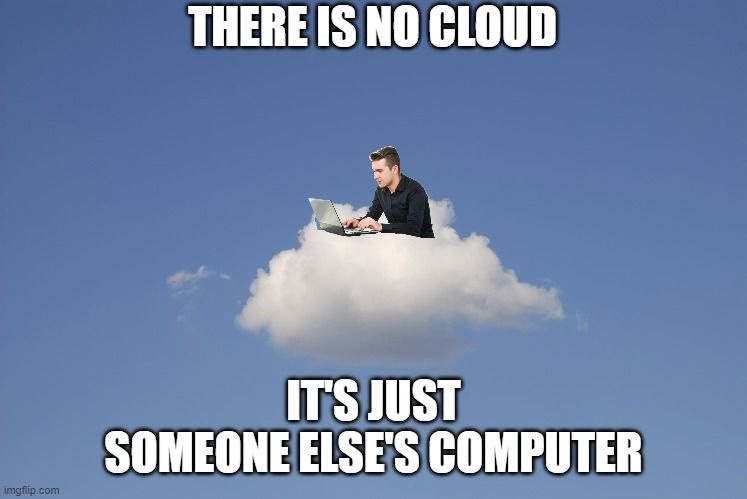 THERE IS NO CLOUD
IT'S JUST
SOMEONE ELSE'S COMPUTER
imgflip.com